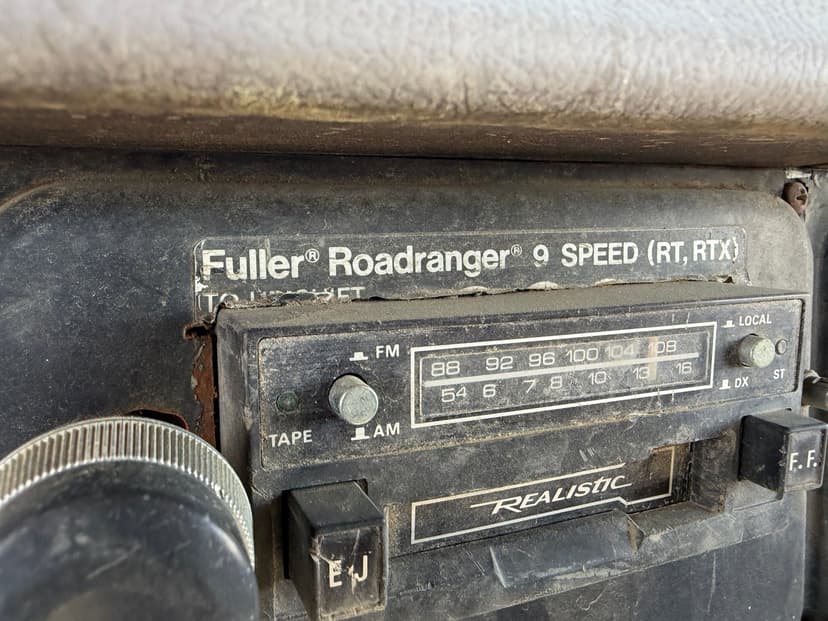 Fuller® Roadranger® 9 SPEED (RT, RTX)
TO
LOCAL
FM
88 92 96 100 104 108
54 6 7 8 10 13 16
DX
ST
TAPE
AM
F.F.
REALISTIC
EJ